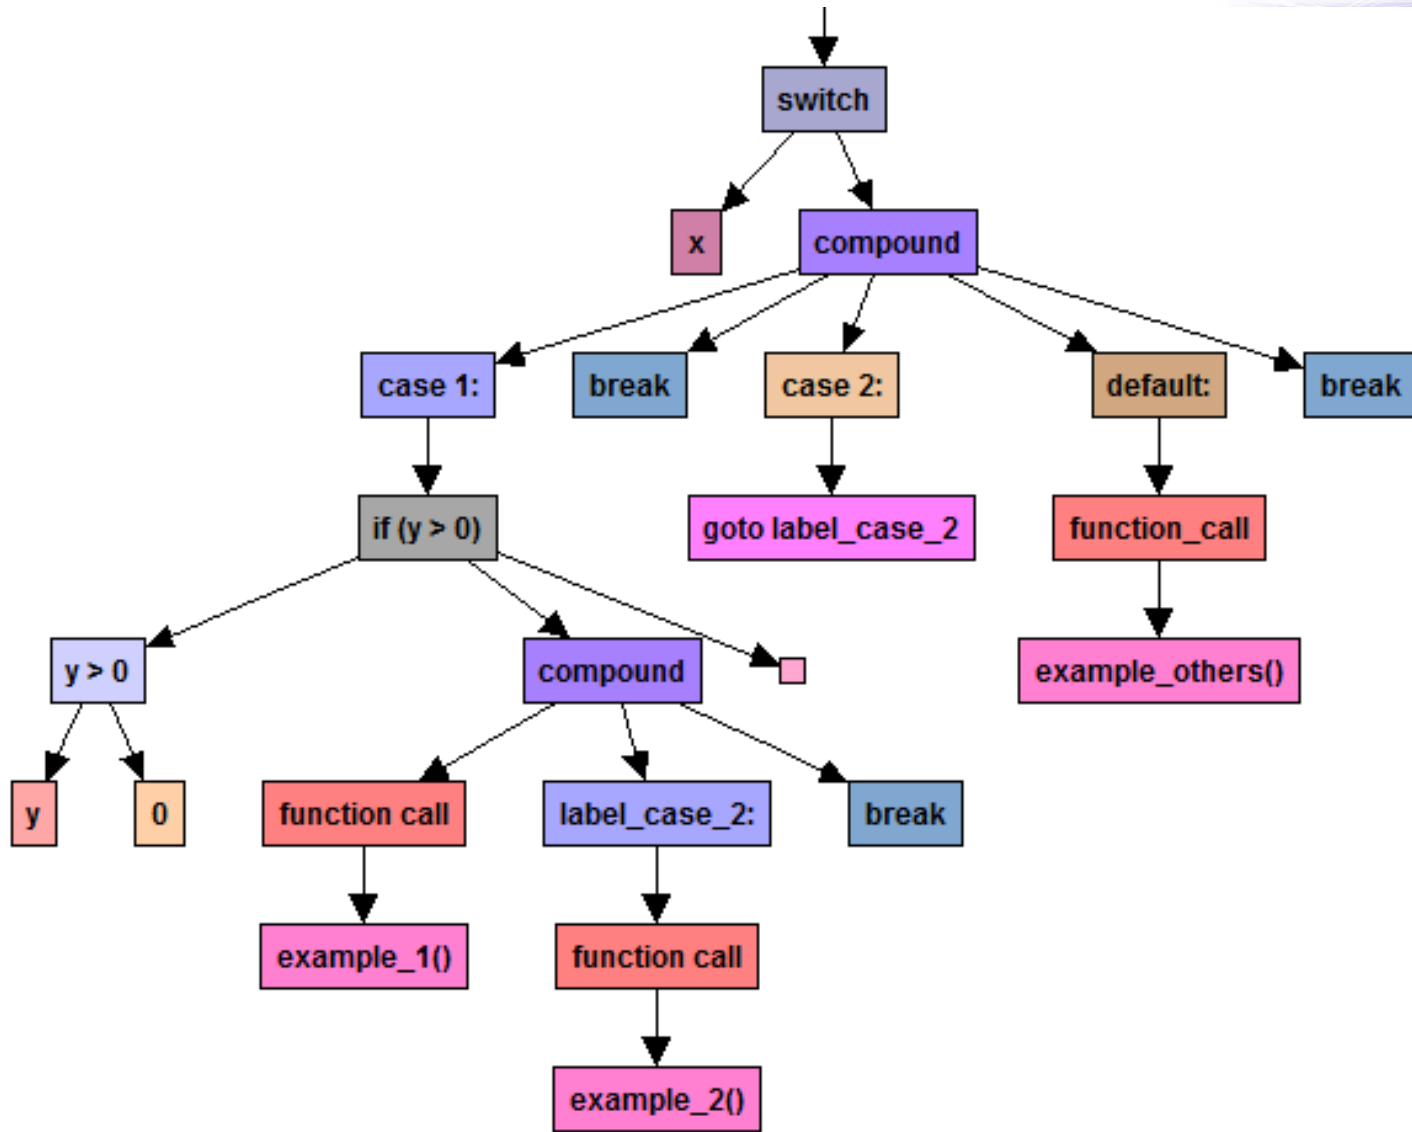 switch
x
compound
case 1:
break
case 2:
default:
break
if (y > 0)
goto label_case_2
function_call
y > 0
compound
example_others()
y
0
function call
label_case_2:
break
example_1()
function call
example_2()